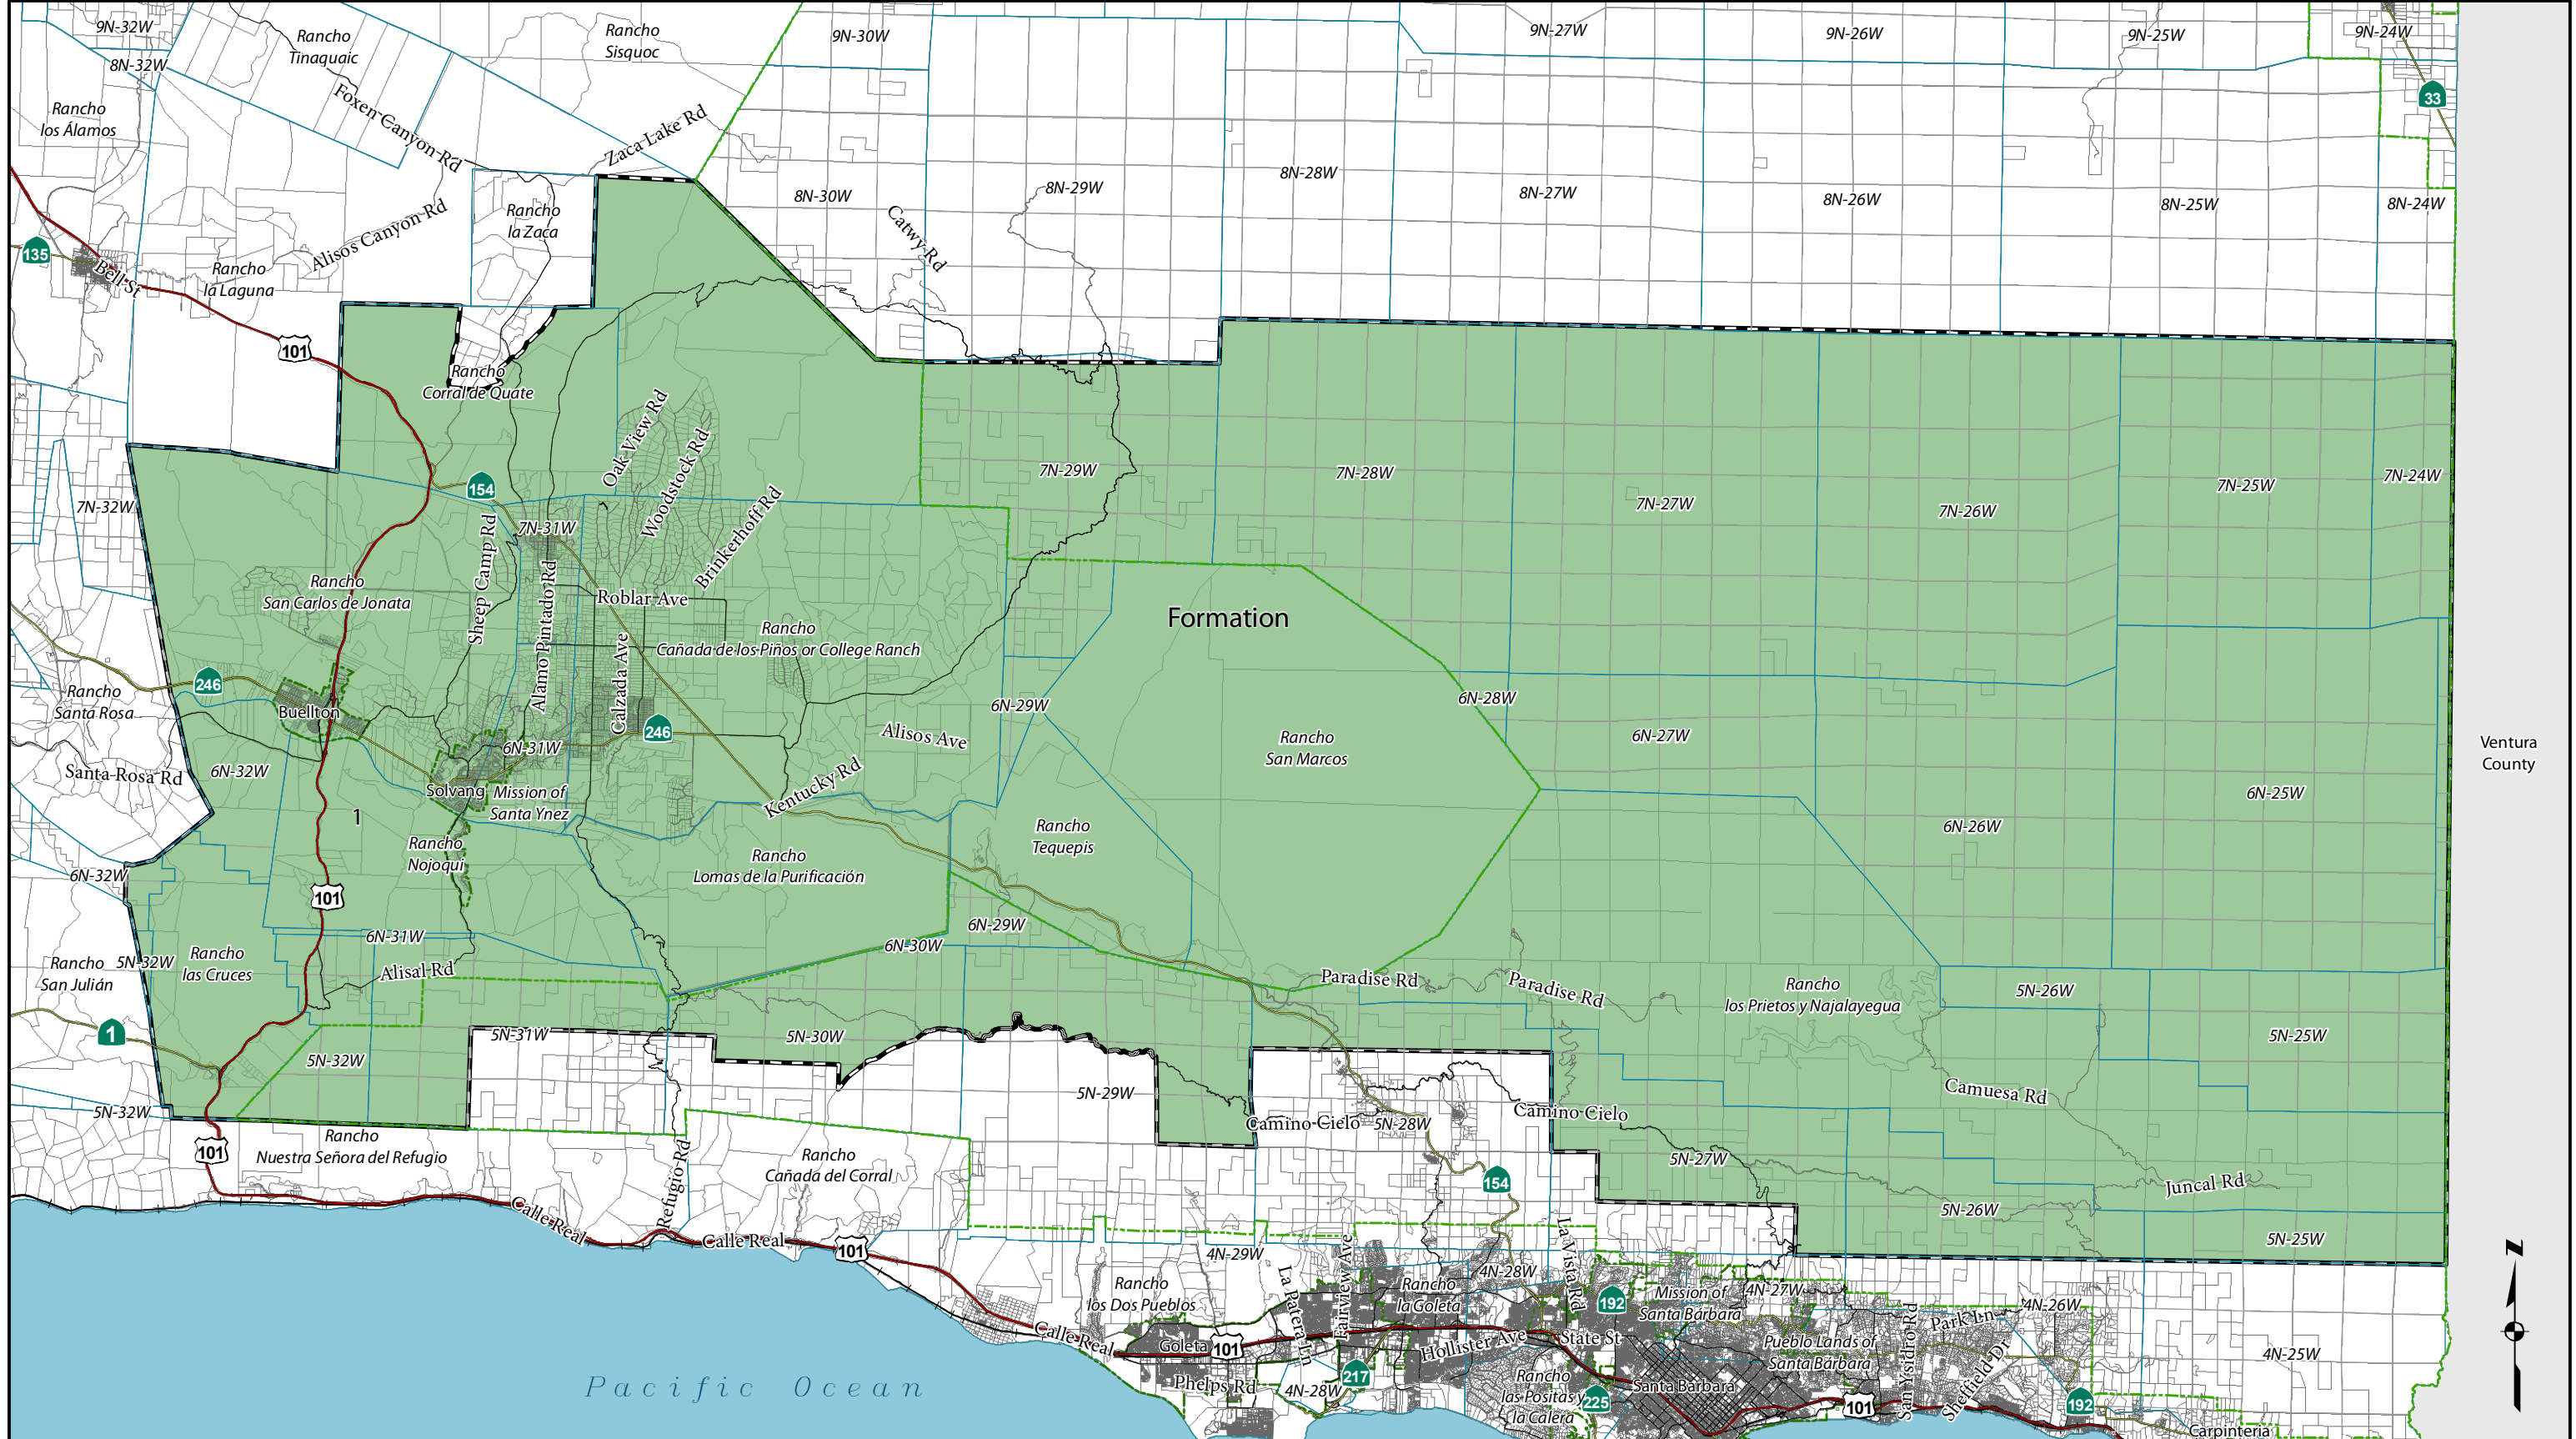 9N-32W
Rancho
Tinaquaic
Rancho
Sisquoc
9N-30W
9N-27W
9N-26W
9N-25W
9N-24W
8N-32W
Rancho
los Álamos
Foxen Canyon Rd
Zaca Lake Rd
33
8N-30W
8N-29W
8N-28W
8N-27W
8N-26W
8N-25W
8N-24W
Rancho
la Zaca
Alisos Canyon Rd
Catwy Rd
135
Bell St
Rancho
la Laguna
101
Rancho
Corral de Quate
Oak View Rd
Woodstock Rd
Brinkerhoff Rd
154
7N-32W
7N-31W
7N-29W
7N-28W
7N-27W
7N-26W
7N-25W
7N-24W
Sheep Camp Rd
Alamo Pintado Rd
Rancho
San Carlos de Jonata
Roblar Ave
Formation
Calzada Ave
Rancho
Cañada de los Piños or College Ranch
246
Rancho
Santa Rosa
Buellton
6N-29W
6N-28W
246
Alisos Ave
Rancho
San Marcos
6N-27W
Ventura
County
6N-31W
Santa Rosa Rd
6N-32W
Solvang
Mission of
Santa Ynez
Kentucky Rd
6N-25W
1
Rancho
Nojoqui
Rancho
Tequepis
6N-26W
Rancho
Lomas de la Purificación
6N-32W
101
6N-29W
6N-31W
6N-30W
Rancho
San Julián
5N-32W
Rancho
las Cruces
Alisal Rd
Paradise Rd
Paradise Rd
Rancho
los Prietos y Najalayegua
5N-26W
1
5N-31W
5N-30W
5N-25W
5N-32W
5N-29W
Camuesa Rd
5N-32W
Camino Cielo
5N-28W
Camino Cielo
101
Rancho
Nuestra Señora del Refugio
Refugio Rd
Rancho
Cañada del Corral
5N-27W
154
Juncal Rd
5N-26W
Calle Real
Calle Real
101
4N-29W
La Vista Rd
5N-25W
Rancho
los Dos Pueblos
La Patera Ln
Fairview Ave
4N-28W
Rancho
la Goleta
192
Mission of
Santa Bárbara
4N-27W
4N-26W
Calle Real
Goleta
101
Hollister Ave
State St
Pueblo Lands of
Santa Bárbara
San Ysidro Rd
Park Ln
Sheffield Dr
4N-25W
Pacific Ocean
Phelps Rd
4N-28W
217
Rancho
las Positas y
la Calera
225
Santa Barbara
101
192
Carpinteria
N